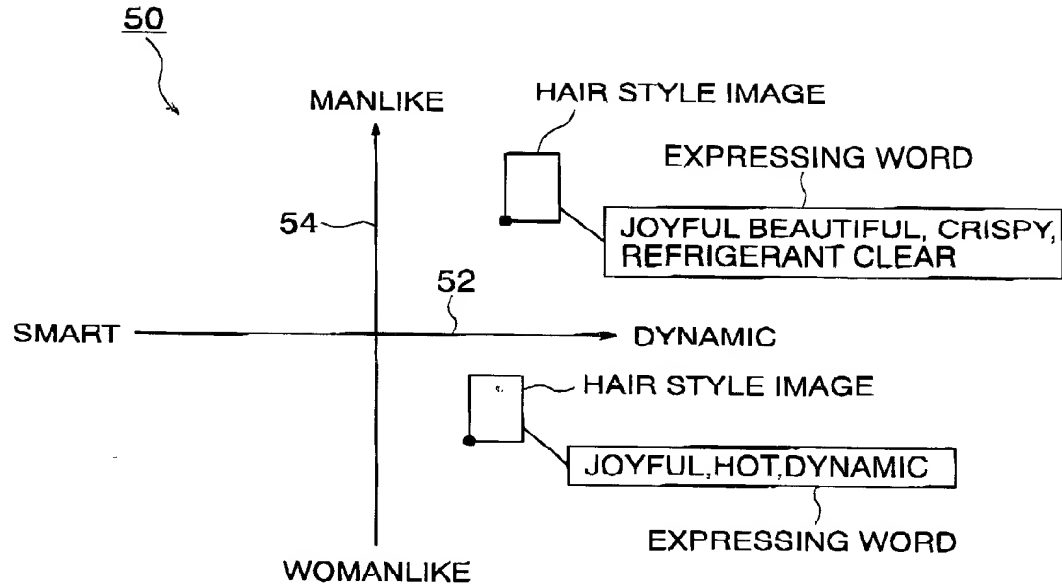 50
MANLIKE
HAIR STYLE IMAGE
EXPRESSING WORD
54
JOYFUL BEAUTIFUL, CRISPY,
REFRIGERANT CLEAR
52
SMART
DYNAMIC
HAIR STYLE IMAGE
JOYFUL,HOT,DYNAMIC
EXPRESSING WORD
WOMANLIKE